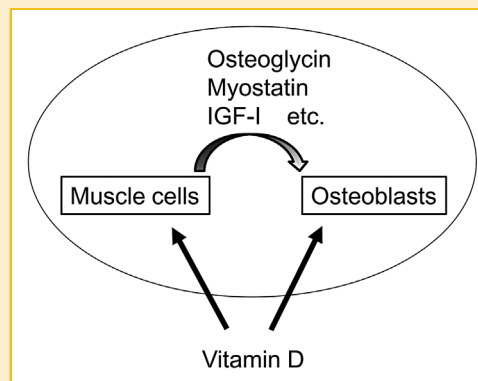 Osteoglycin
Myostatin
IGF-I etc.
Muscle cells
Osteoblasts
Vitamin D